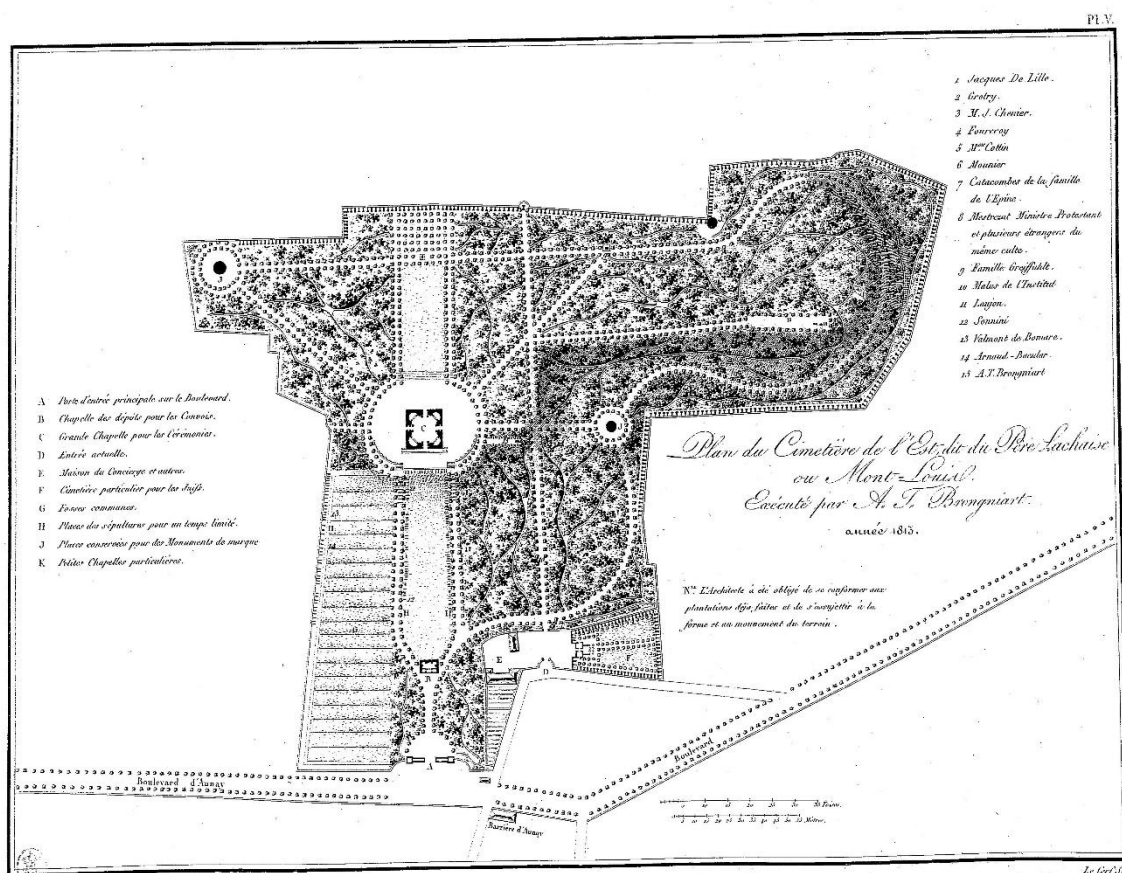 Pl. V.
1 Jacques De Lille.
2 Gretry.
3 M. J. Chenier.
4 Fourcroy
5 M.me Cottin
6 Mounier
7 Catacombes de la famille
de l'Epine.
8 Mestrezat Ministre Protestant
et plusieurs étrangers du
même culte.
9 Famille Greffuhle.
10 Malus de l'Institut
11 Laujon.
12 Sonnini
13 Valmont de Bomare.
14 Arnaud-Bacular.
15 A.T. Brongniart
A Porte d'entrée principale sur le Boulevard.
B Chapelle des dépôts pour les Convois.
C Grande Chapelle pour les Cérémonies.
D Entrée actuelle.
E Maison du Concierge et autres.
F Cimetière particulier pour les Juifs.
G Fosses communes.
H Places des sépultures pour un temps limité.
J Places conservées pour des Monuments de marque
K Petites Chapelles particulières.
Plan du Cimetière de l'Est, dit du Père Lachaise
ou Mont-Louis.
Exécuté par A. T. Brongniart.
année 1813.
N.ta L'Architecte à été obligé de se conformer aux
plantations déja faites et de s'assujettir à la
forme et au mouvement du terrain.
J
C
J
H
H
B
E
D
F
A
Boulevard d'Aunay
Boulevard
Barrière d'Aunay
Toises.
Mètres.